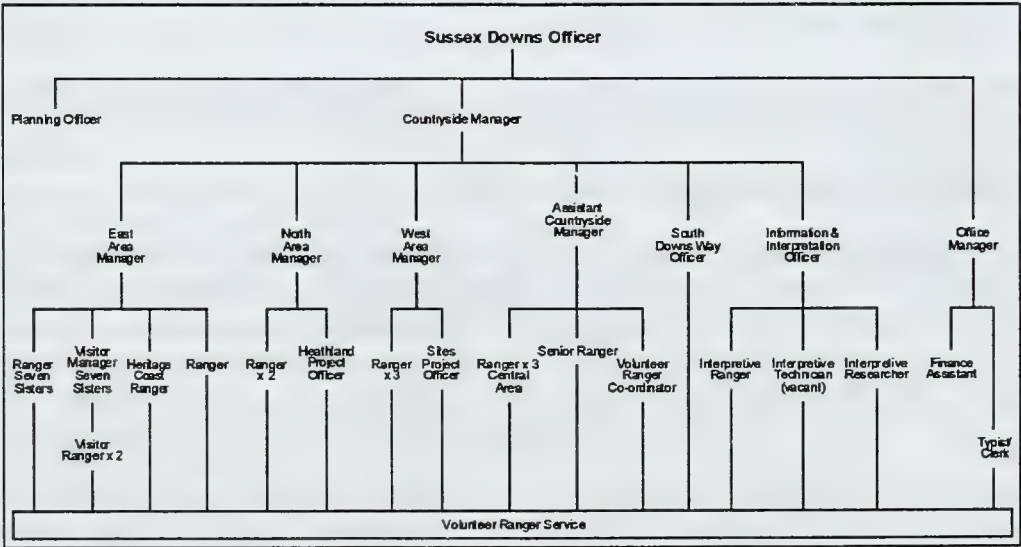 Sussex Downs Officer
Planning Officer
Countryside Manager
East
Area
Manager
North
Area
Manager
West
Area
Manager
Assistant
Countryside
Manager
South
Downs Way
Officer
Information &
Interpretation
Officer
Office
Manager
Ranger
Seven
Sisters
Visitor
Manager
Seven
Sisters
Heritage
Coast
Ranger
Ranger
Ranger
x 2
Heathland
Project
Officer
Ranger
x 3
Sites
Project
Officer
Ranger x 3
Central
Area
Senior Ranger
Volunteer
Ranger
Co-ordinator
Interpretive
Ranger
Interpretive
Technician
(vacant)
Interpretive
Researcher
Finance
Assistant
Visitor
Ranger x 2
Typist/
Clerk
Volunteer Ranger Service